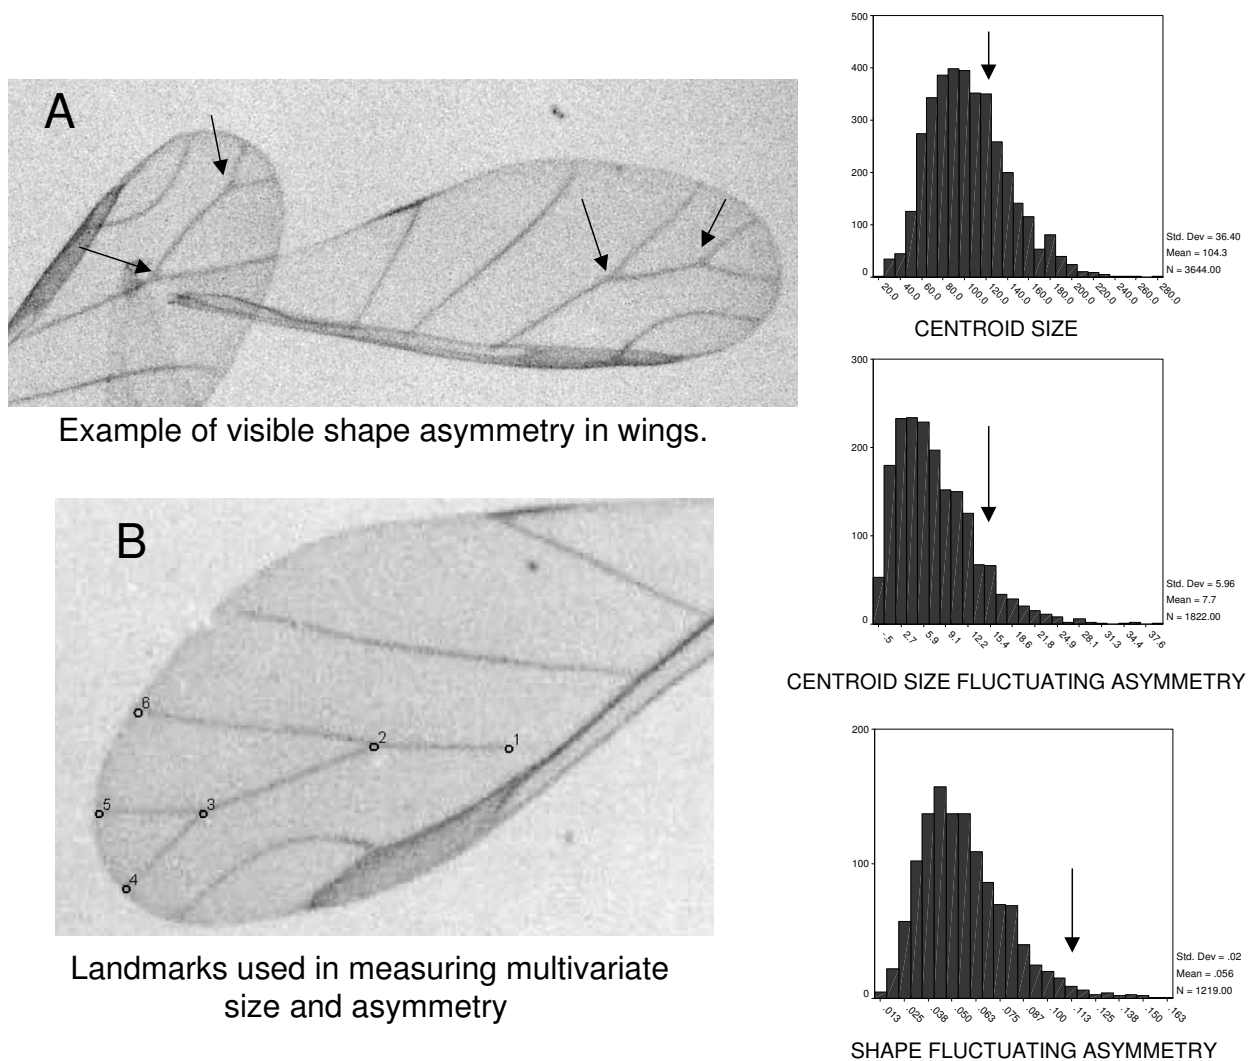 A
Example of visible shape asymmetry in wings.
B
6
2
1
5
3
4
Landmarks used in measuring multivariate
size and asymmetry
500
400
300
200
100
0
20.0 40.0 60.0 80.0 100.0 120.0 140.0 160.0 180.0 200.0 220.0 240.0 260.0 280.0
Std. Dev = 36.40
Mean = 104.3
N = 3644.00
CENTROID SIZE
300
200
100
0
-.5 2.7 5.9 9.1 12.2 15.4 18.6 21.8 24.9 28.1 31.3 34.4 37.6
Std. Dev = 5.96
Mean = 7.7
N = 1822.00
CENTROID SIZE FLUCTUATING ASYMMETRY
200
100
0
.013 .025 .038 .050 .063 .075 .087 .100 .113 .125 .138 .150 .163
Std. Dev = .02
Mean = .056
N = 1219.00
SHAPE FLUCTUATING ASYMMETRY